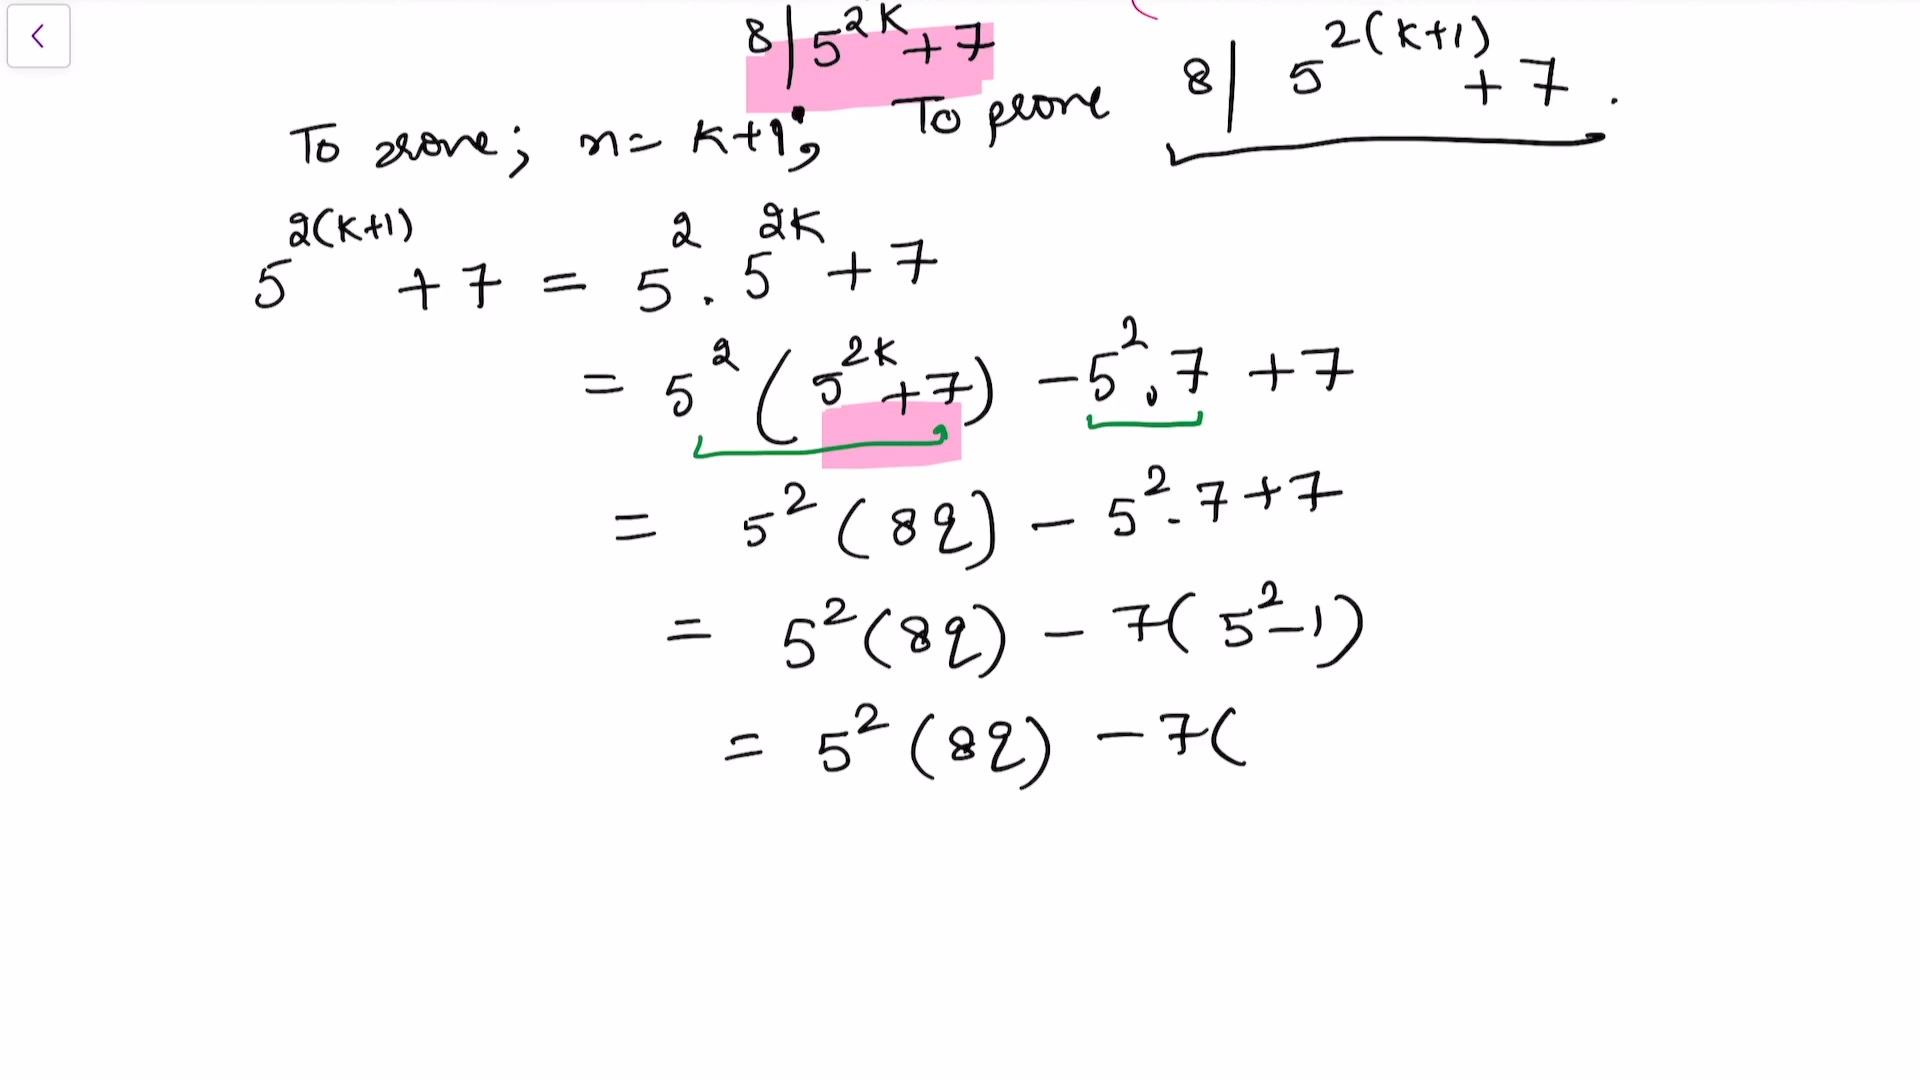 8 | 5^{2k} + 7
To prove; n = k+1; To prove 8 | 5^{2(k+1)} + 7.
5^{2(k+1)} + 7 = 5^2 . 5^{2k} + 7
= 5^2 (5^{2k} + 7) - 5^2 . 7 + 7
= 5^2 (8q) - 5^2 . 7 + 7
= 5^2 (8q) - 7(5^2 - 1)
= 5^2 (8q) - 7(